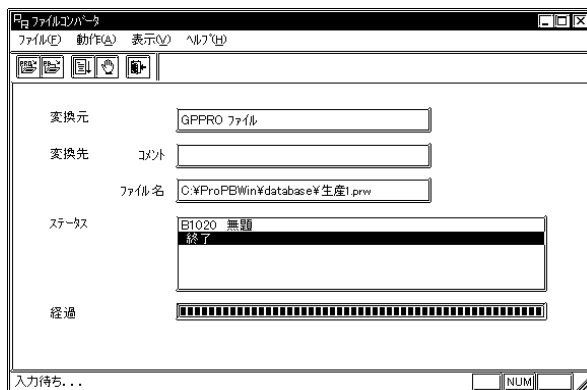 ファイルコンバータ
ファイル(F) 動作(A) 表示(V) ヘルプ(H)
変換元 GPPRO ファイル
変換先 コメント
ファイル名 C:¥ProPBWin¥database¥生産1.prw
ステータス B1020 無題
終了
経過
入力待ち... NUM